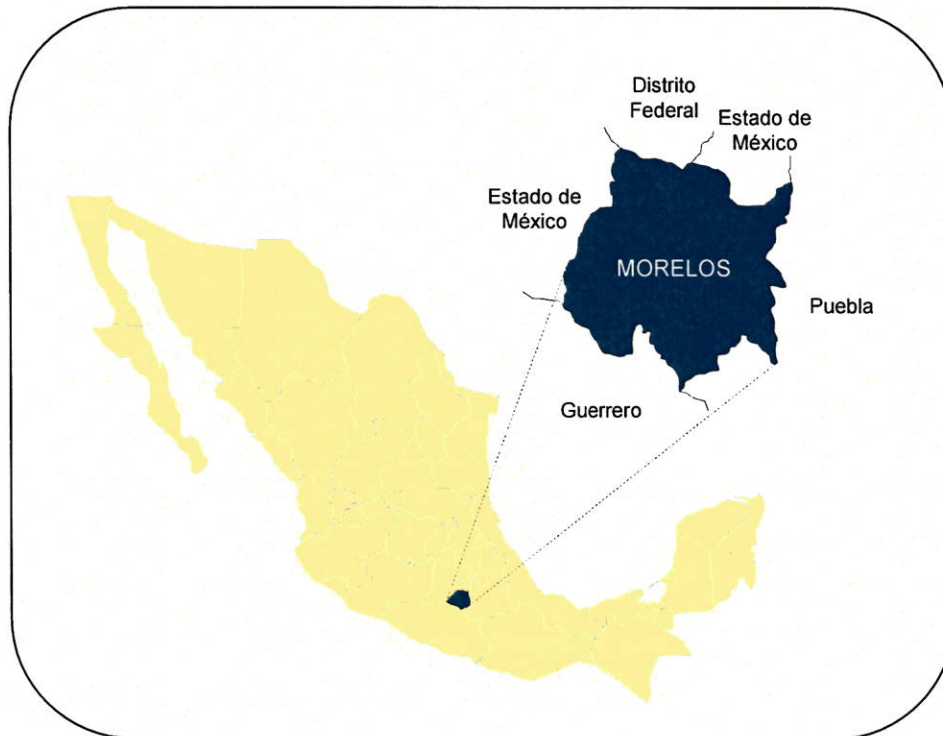 Distrito
Federal
Estado de
México
Estado de
México
MORELOS
Puebla
Guerrero